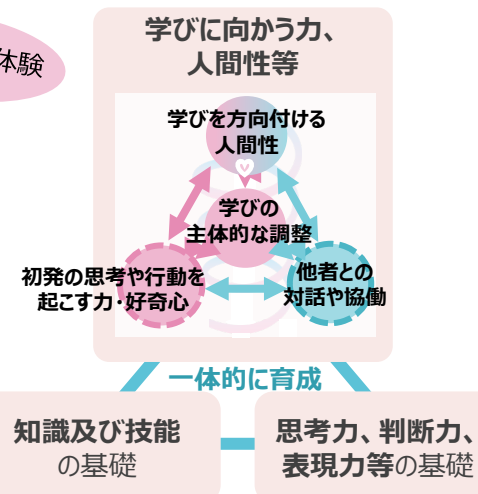 体験
学びに向かう力、
人間性等
学びを方向付ける
人間性
学びの
主体的な調整
初発の思考や行動を
起こす力・好奇心
他者との
対話や協働
一体的に育成
知識及び技能
の基礎
思考力、判断力、
表現力等の基礎